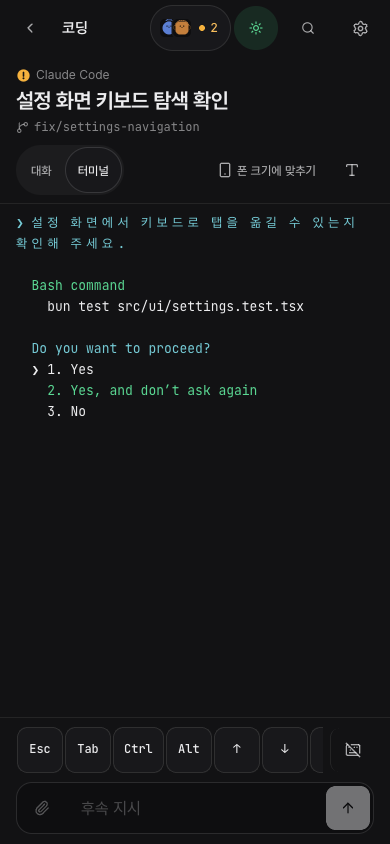 코딩
2
Claude Code
설정 화면 키보드 탐색 확인
fix/settings-navigation
대화
터미널
폰 크기에 맞추기
❯ 설정 화면에서 키보드로 탭을 옮길 수 있는지
확인해 주세요.
Bash command
bun test src/ui/settings.test.tsx
Do you want to proceed?
❯ 1. Yes
2. Yes, and don’t ask again
3. No
Esc
Tab
Ctrl
Alt
↑
↓
후속 지시